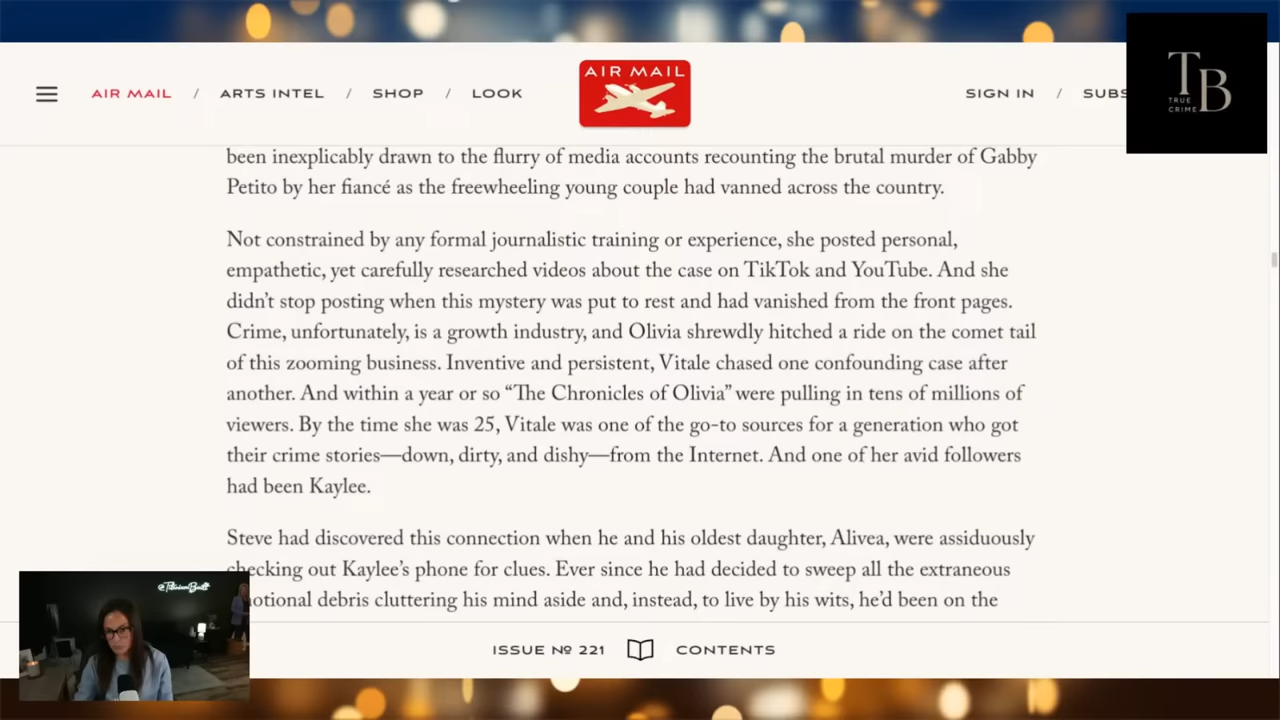 AIR MAIL / ARTS INTEL / SHOP / LOOK
AIR MAIL
SIGN IN / SUBS
TB
TRUE
CRIME
been inexplicably drawn to the flurry of media accounts recounting the brutal murder of Gabby
Petito by her fiancé as the freewheeling young couple had vanned across the country.
Not constrained by any formal journalistic training or experience, she posted personal,
empathetic, yet carefully researched videos about the case on TikTok and YouTube. And she
didn’t stop posting when this mystery was put to rest and had vanished from the front pages.
Crime, unfortunately, is a growth industry, and Olivia shrewdly hitched a ride on the comet tail
of this zooming business. Inventive and persistent, Vitale chased one confounding case after
another. And within a year or so “The Chronicles of Olivia” were pulling in tens of millions of
viewers. By the time she was 25, Vitale was one of the go-to sources for a generation who got
their crime stories—down, dirty, and dishy—from the Internet. And one of her avid followers
had been Kaylee.
Steve had discovered this connection when he and his oldest daughter, Alivea, were assiduously
checking out Kaylee’s phone for clues. Ever since he had decided to sweep all the extraneous
otional debris cluttering his mind aside and, instead, to live by his wits, he’d been on the
ISSUE № 221
CONTENTS